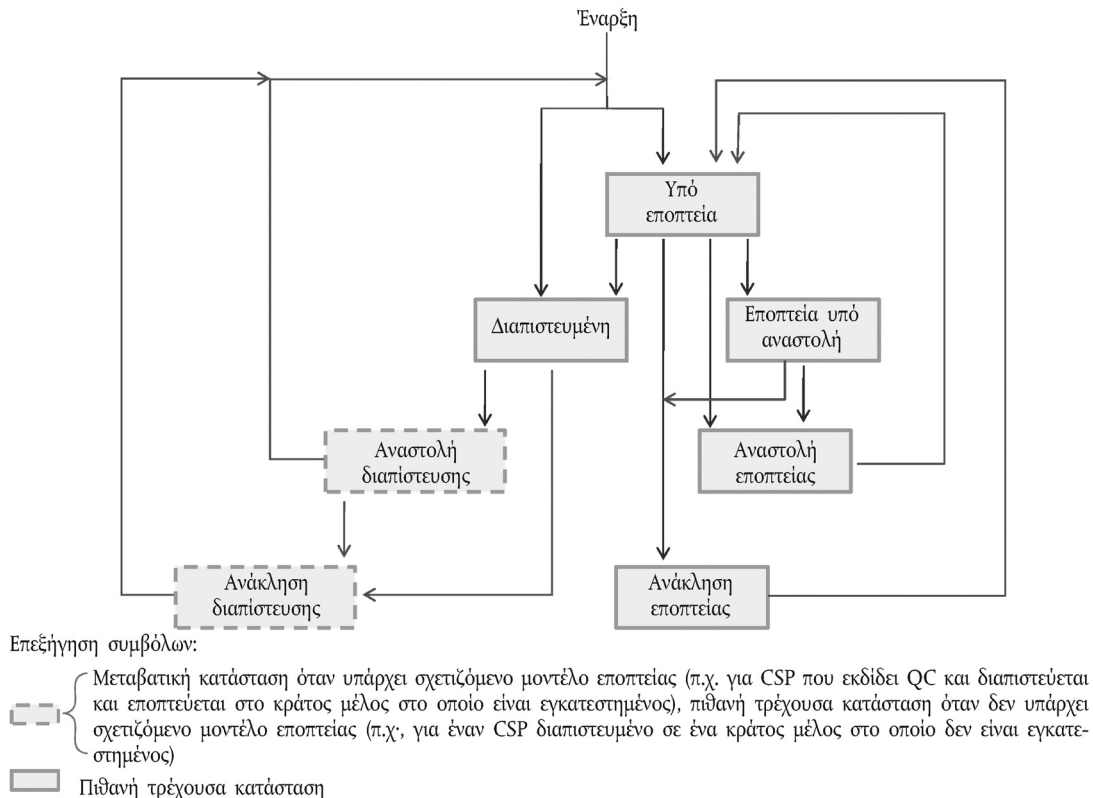 Έναρξη
Υπό
εποπτεία
Διαπιστευμένη
Εποπτεία υπό
αναστολή
Αναστολή
διαπίστευσης
Αναστολή
εποπτείας
Ανάκληση
διαπίστευσης
Ανάκληση
εποπτείας
Επεξήγηση συμβόλων:
Μεταβατική κατάσταση όταν υπάρχει σχετιζόμενο μοντέλο εποπτείας (π.χ. για CSP που εκδίδει QC και διαπιστεύεται
και εποπτεύεται στο κράτος μέλος στο οποίο είναι εγκατεστημένος), πιθανή τρέχουσα κατάσταση όταν δεν υπάρχει
σχετιζόμενο μοντέλο εποπτείας (π.χ·, για έναν CSP διαπιστευμένο σε ένα κράτος μέλος στο οποίο δεν είναι εγκατε-
στημένος)
Πιθανή τρέχουσα κατάσταση